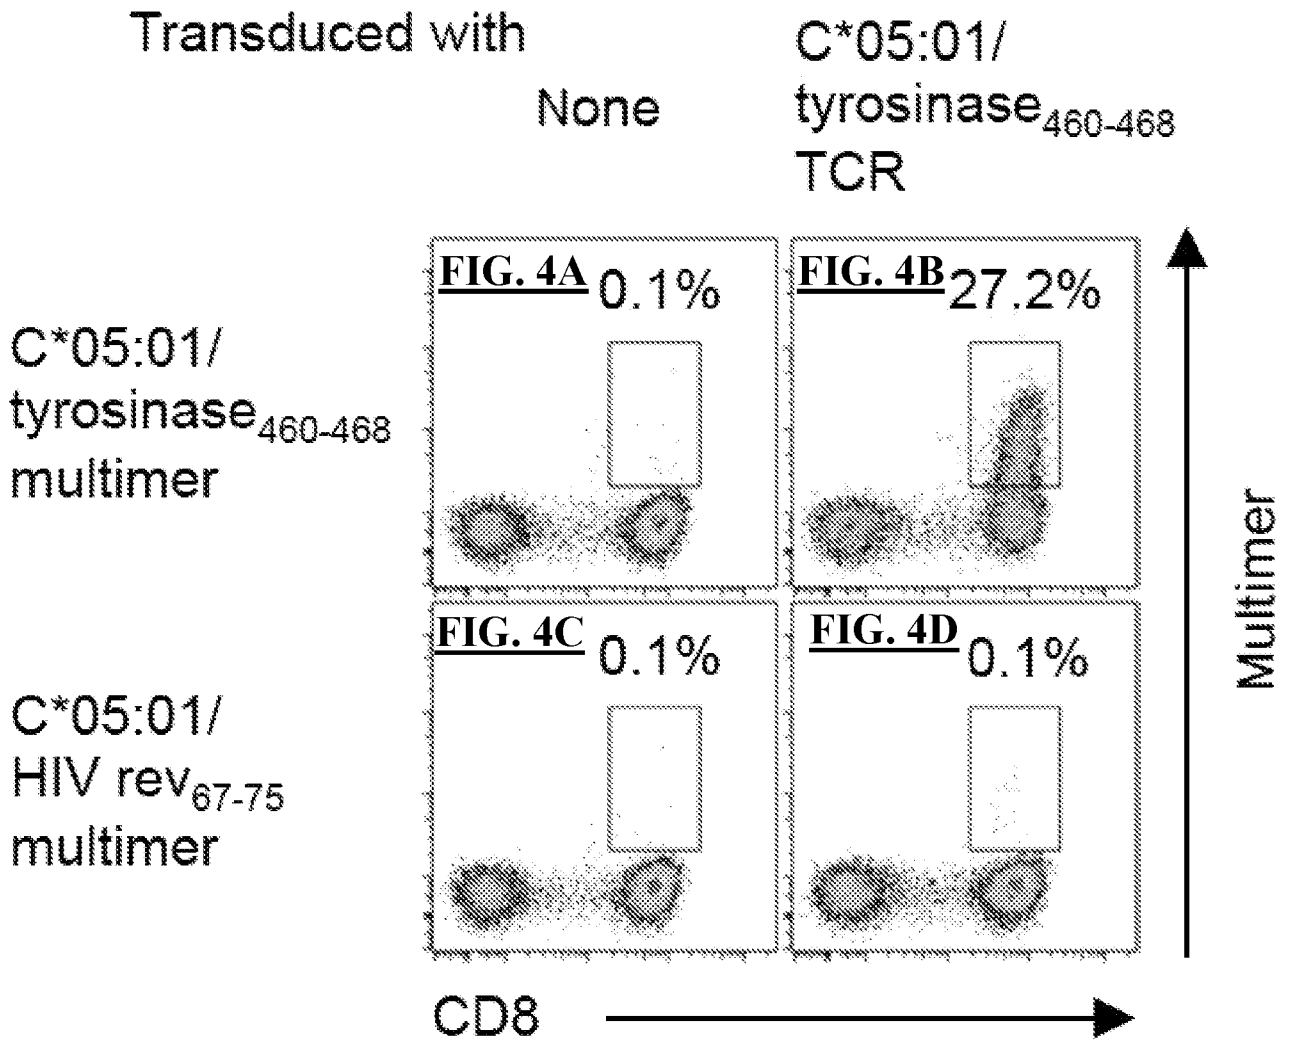 Transduced with
None
C*05:01/
tyrosinase460-468
TCR
C*05:01/
tyrosinase460-468
multimer
FIG. 4A 0.1%
FIG. 4B 27.2%
C*05:01/
HIV rev67-75
multimer
FIG. 4C 0.1%
FIG. 4D 0.1%
Multimer
CD8